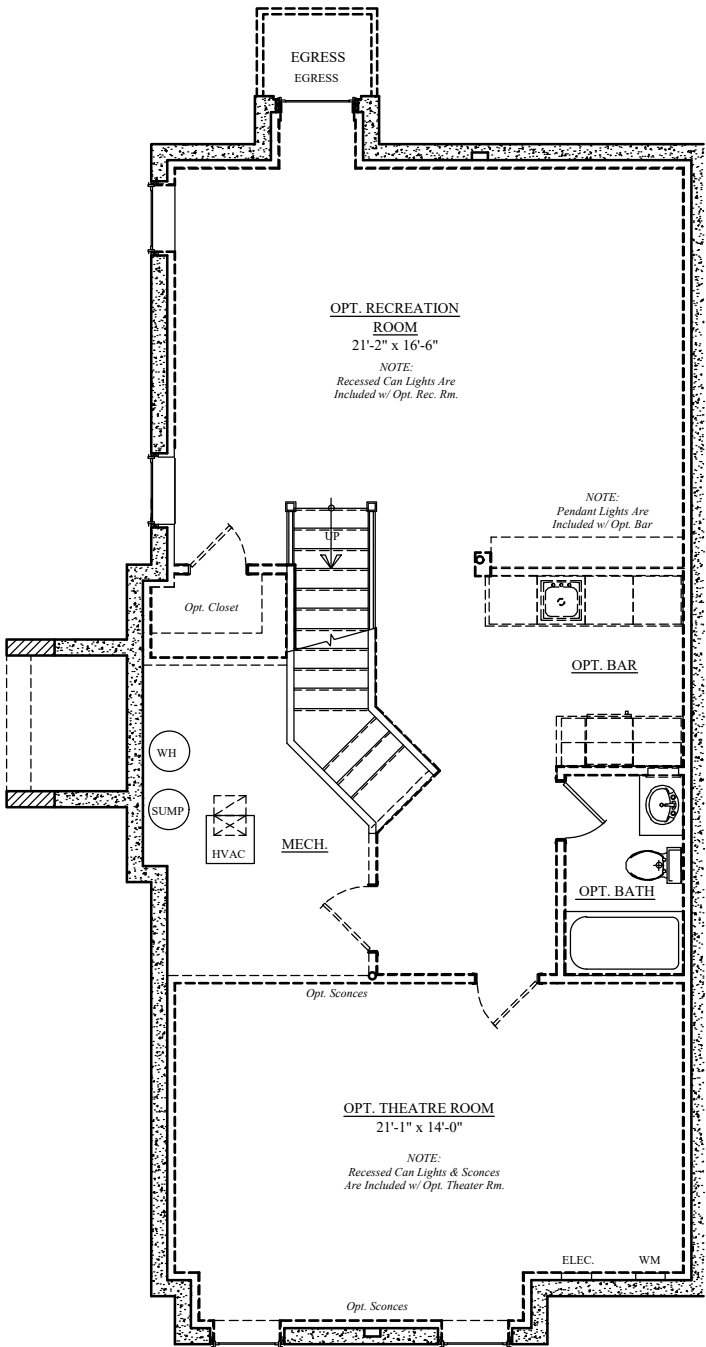 EGRESS
EGRESS
OPT. RECREATION
ROOM
21'-2" x 16'-6"
NOTE:
Recessed Can Lights Are
Included w/ Opt. Rec. Rm.
NOTE:
Pendant Lights Are
Included w/ Opt. Bar
UP
Opt. Closet
OPT. BAR
WH
SUMP
HVAC
MECH.
OPT. BATH
Opt. Sconces
OPT. THEATRE ROOM
21'-1" x 14'-0"
NOTE:
Recessed Can Lights & Sconces
Are Included w/ Opt. Theater Rm.
ELEC.
WM
Opt. Sconces